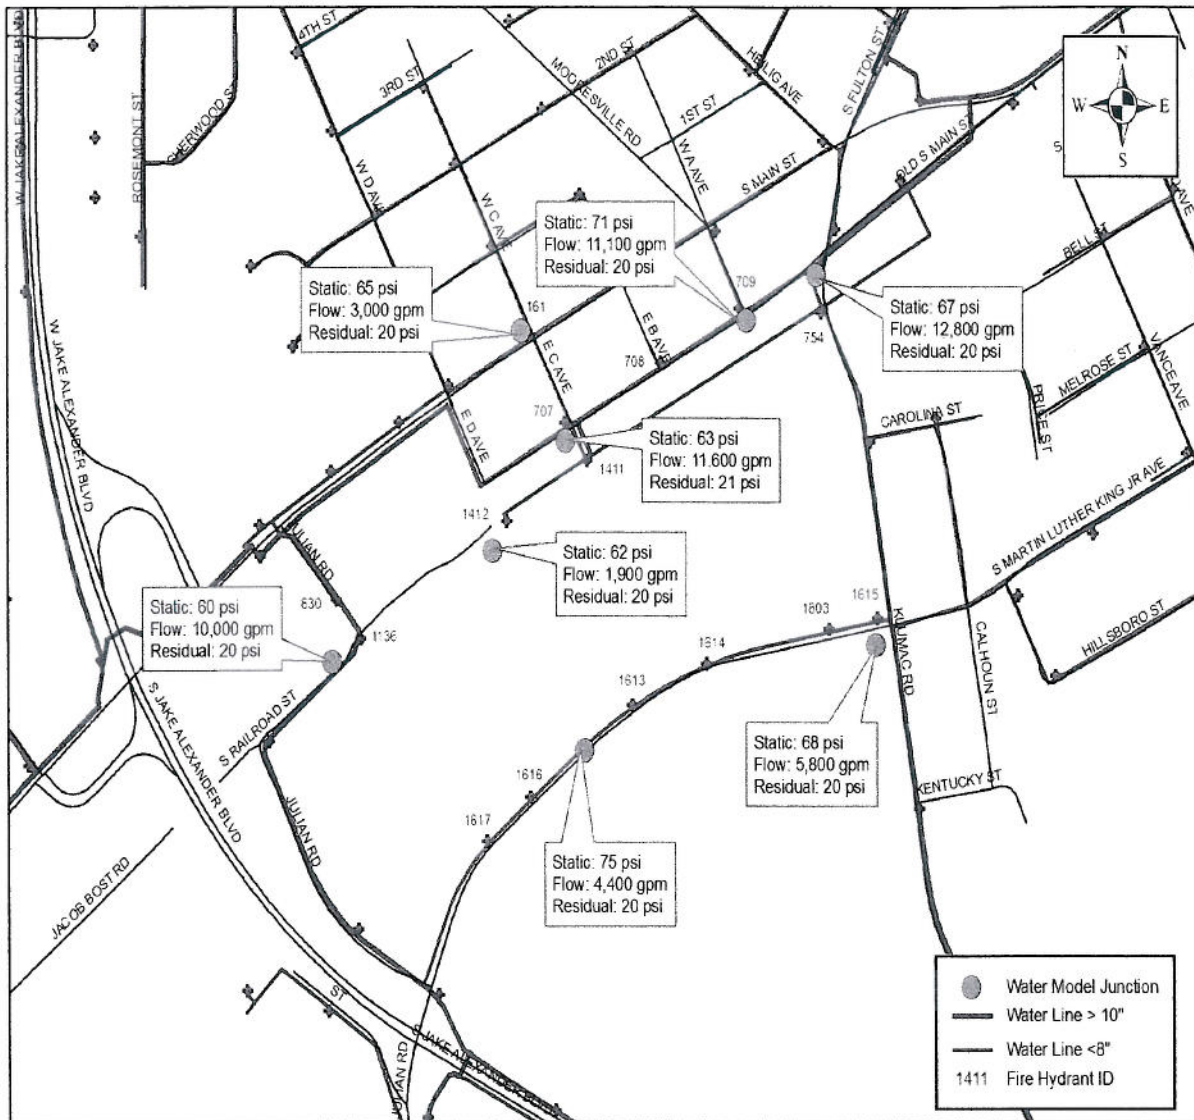 W JAKE ALEXANDER BLVD
ROSEMONT ST
SHERWOOD ST
4TH ST
3RD ST
MOORESVILLE RD
2ND ST
1ST ST
HEILIG AVE
S FULTON ST
N
W E
S
W D AVE
W C AVE
W A AVE
S MAIN ST
OLD S MAIN ST
BELL ST
AVE
Static: 71 psi
Flow: 11,100 gpm
Residual: 20 psi
Static: 65 psi
Flow: 3,000 gpm
Residual: 20 psi
161
709
Static: 67 psi
Flow: 12,800 gpm
Residual: 20 psi
W JAKE ALEXANDER BLVD
E C AVE
E B AVE
708
754
VANCE AVE
MELROSE ST
PRICE ST
E D AVE
707
CAROLINA ST
Static: 63 psi
Flow: 11.600 gpm
Residual: 21 psi
1411
1412
S MARTIN LUTHER KING JR AVE
JULIAN RD
Static: 62 psi
Flow: 1,900 gpm
Residual: 20 psi
Static: 60 psi
Flow: 10,000 gpm
Residual: 20 psi
830
1136
1803
1615
1614
KLUMAC RD
CALHOUN ST
HILLSBORO ST
S JAKE ALEXANDER BLVD
S RAILROAD ST
1613
Static: 68 psi
Flow: 5,800 gpm
Residual: 20 psi
1616
1617
KENTUCKY ST
JULIAN RD
JACOB BOST RD
Static: 75 psi
Flow: 4,400 gpm
Residual: 20 psi
ST
S JAKE ALEXANDER
JULIAN RD
Water Model Junction
Water Line > 10"
Water Line <8"
1411 Fire Hydrant ID